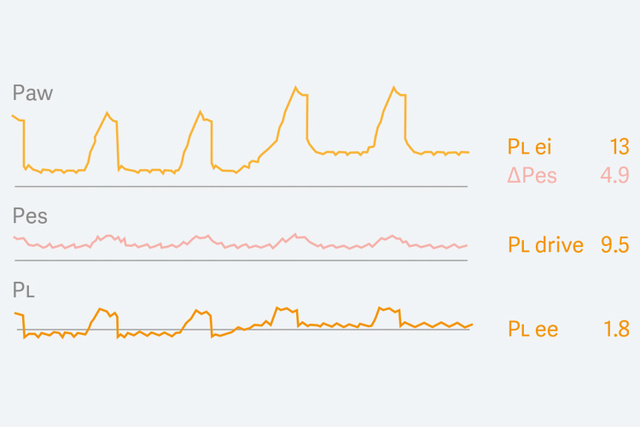 Paw
PL ei 13
ΔPes 4.9
Pes
PL drive 9.5
PL
PL ee 1.8